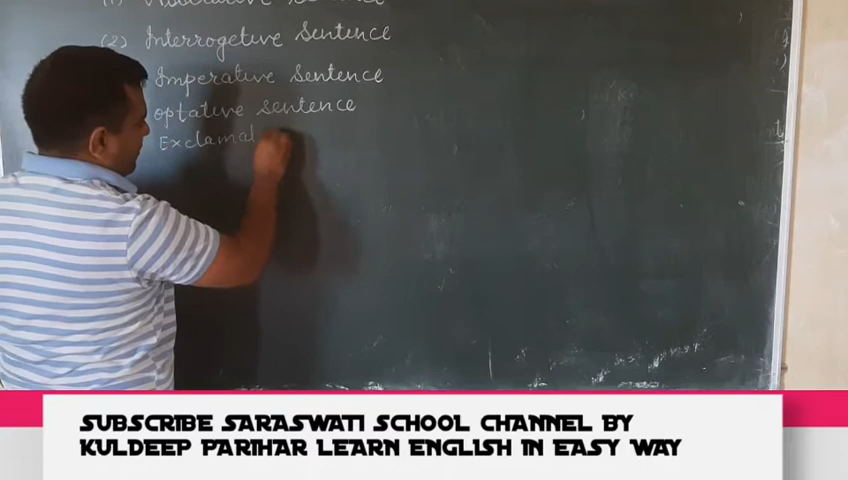 (2) Interrogetive Sentence
Imperative Sentence
optative sentence
Exclamat
SUBSCRIBE SARASWATI SCHOOL CHANNEL BY
KULDEEP PARIHAR LEARN ENGLISH IN EASY WAY